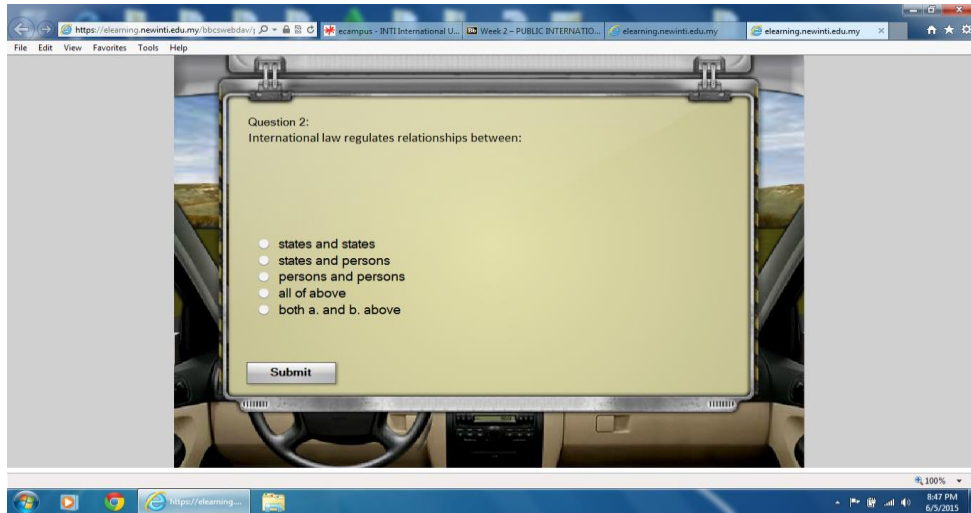 https://elearning.newinti.edu.my/bbcswebdav/
ecampus - INTI International U...
Week 2 – PUBLIC INTERNATIO...
elearning.newinti.edu.my
elearning.newinti.edu.my
File Edit View Favorites Tools Help
Question 2:
International law regulates relationships between:
states and states
states and persons
persons and persons
all of above
both a. and b. above
Submit
100%
https://elearning....
8:47 PM
6/5/2015